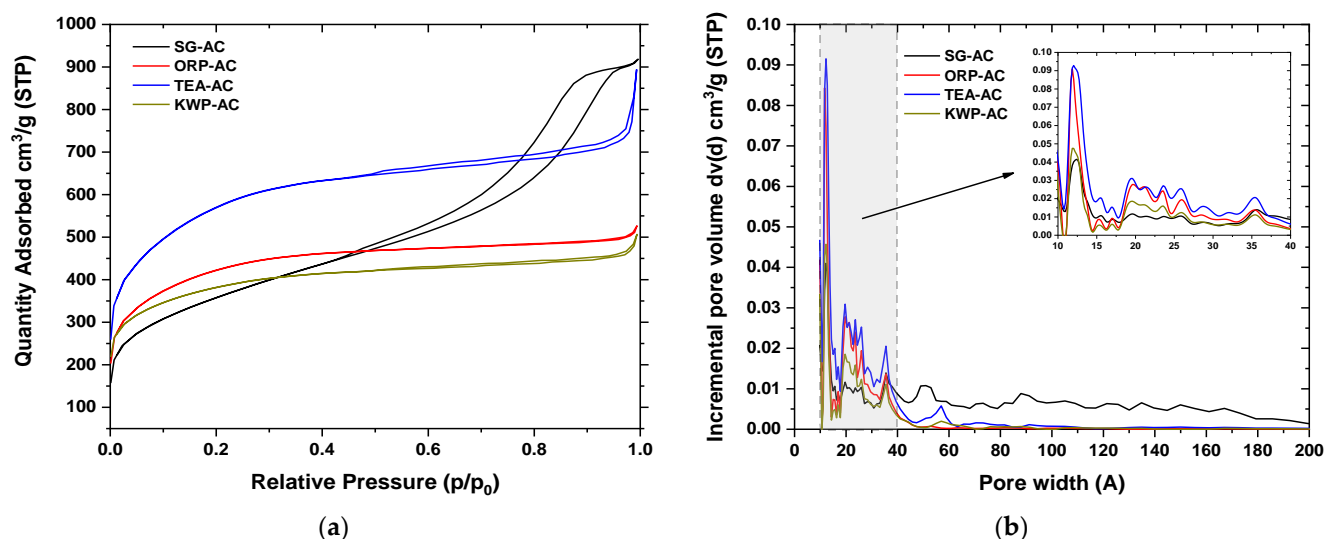 1000
900
800
700
600
500
400
300
200
100
Quantity Adsorbed cm³/g (STP)
SG-AC
ORP-AC
TEA-AC
KWP-AC
0.0 0.2 0.4 0.6 0.8 1.0
Relative Pressure (p/p₀)
(a)
0.10
0.09
0.08
0.07
0.06
0.05
0.04
0.03
0.02
0.01
0.00
Incremental pore volume dv(d) cm³/g (STP)
SG-AC
ORP-AC
TEA-AC
KWP-AC
0.10
0.09
0.08
0.07
0.06
0.05
0.04
0.03
0.02
0.01
0.00
10 15 20 25 30 35 40
0 20 40 60 80 100 120 140 160 180 200
Pore width (A)
(b)